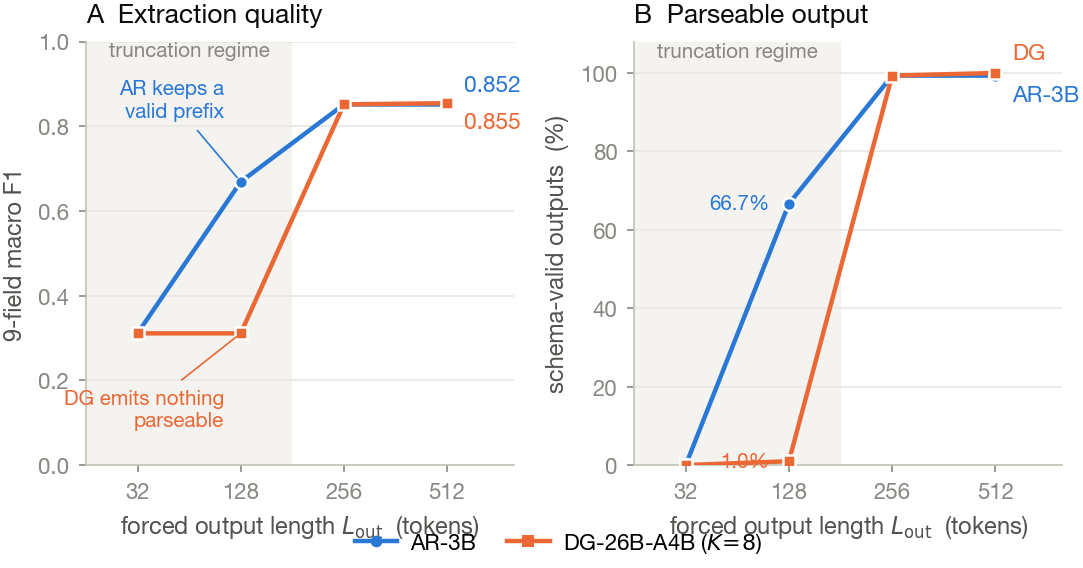 A Extraction quality
1.0
0.8
0.6
0.4
0.2
0.0
9-field macro F1
truncation regime
AR keeps a
valid prefix
0.852
0.855
DG emits nothing
parseable
32 128 256 512
forced output length Lout (tokens)
B Parseable output
100
80
60
40
20
0
schema-valid outputs (%)
truncation regime
DG
AR-3B
66.7%
1.0%
32 128 256 512
forced output length Lout (tokens)
AR-3B DG-26B-A4B (K=8)